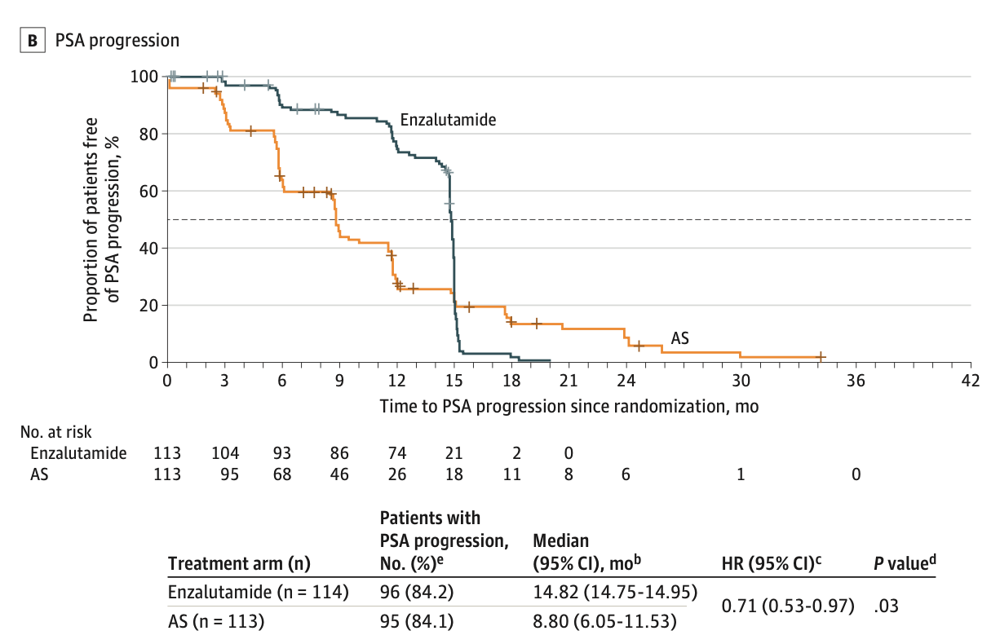 B PSA progression
Proportion of patients free
of PSA progression, %
100
80
60
40
20
0
Enzalutamide
AS
0 3 6 9 12 15 18 21 24 30 36 42
Time to PSA progression since randomization, mo
No. at risk
Enzalutamide 113 104 93 86 74 21 2 0
AS 113 95 68 46 26 18 11 8 6 1 0
Patients with
PSA progression, Median
Treatment arm (n) No. (%)e (95% CI), mob HR (95% CI)c P valued
Enzalutamide (n = 114) 96 (84.2) 14.82 (14.75-14.95)
0.71 (0.53-0.97) .03
AS (n = 113) 95 (84.1) 8.80 (6.05-11.53)